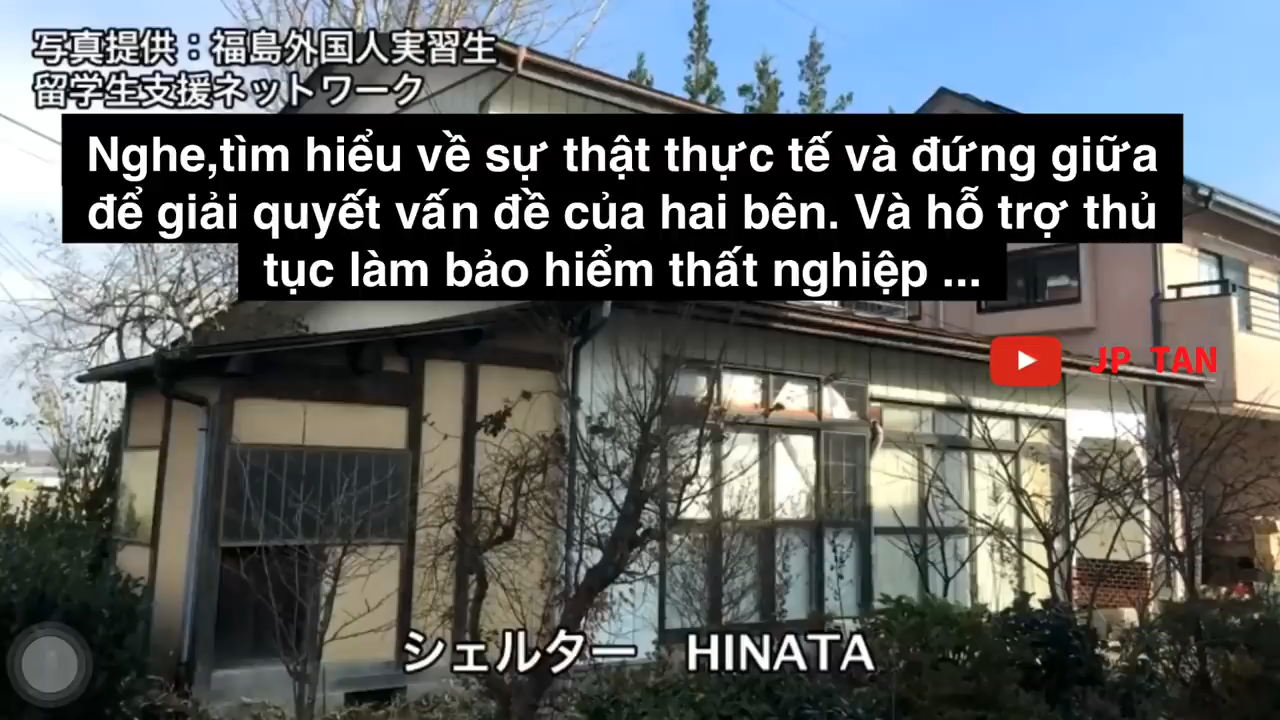 写真提供：福島外国人実習生
留学生支援ネットワーク
Nghe,tìm hiểu về sự thật thực tế và đứng giữa
để giải quyết vấn đề của hai bên. Và hỗ trợ thủ
tục làm bảo hiểm thất nghiệp ...
JP TAN
シェルター　HINATA